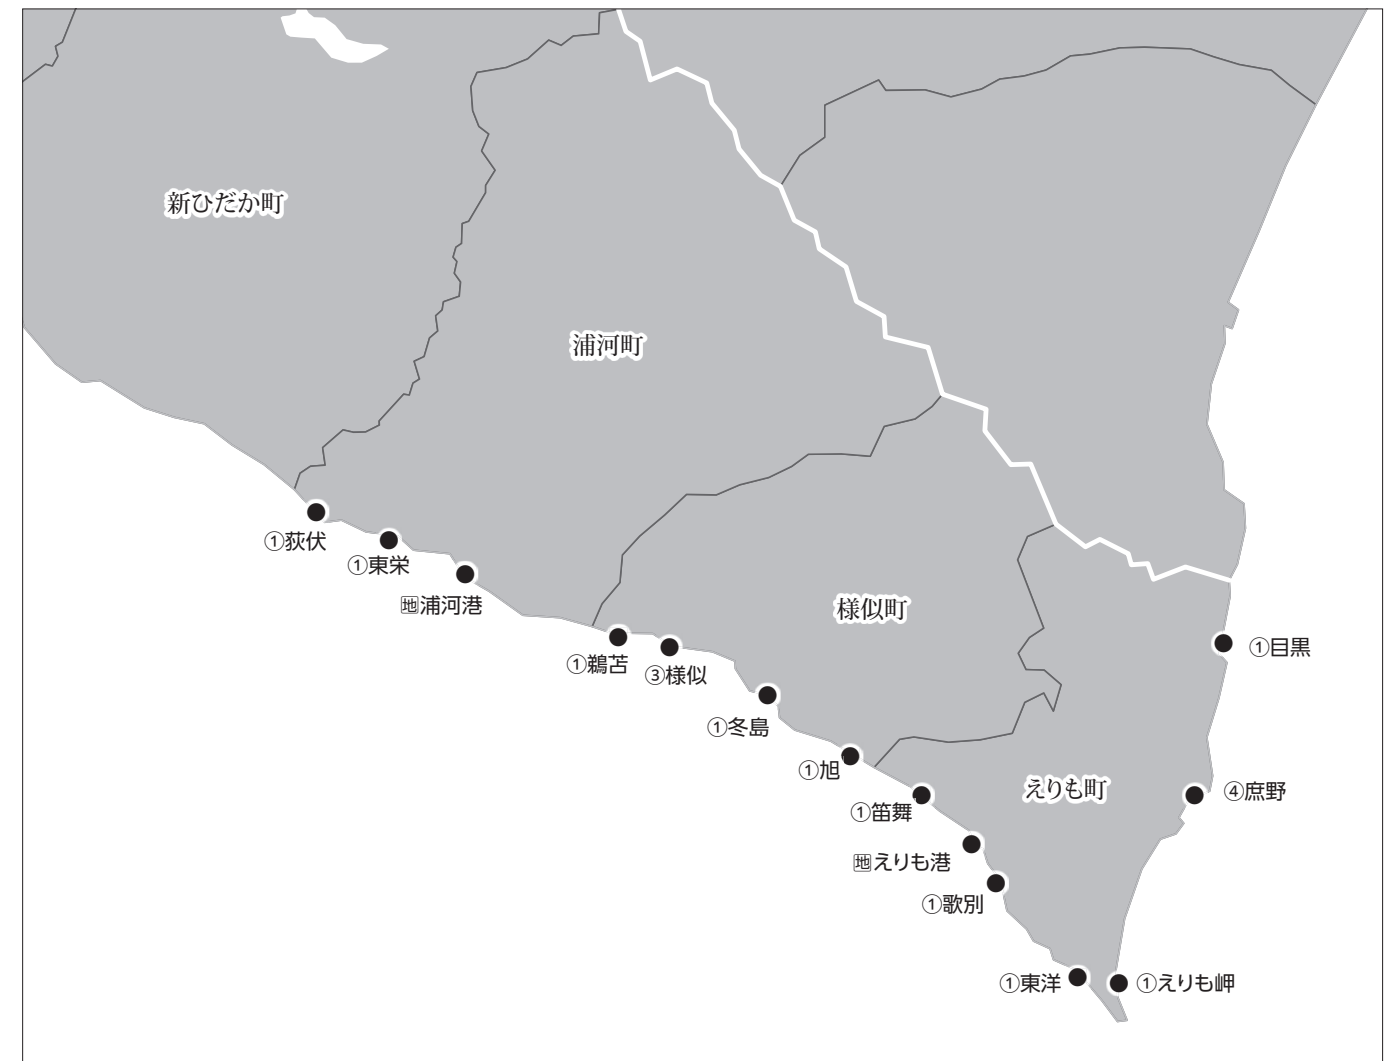 新ひだか町
浦河町
①荻伏
①東栄
地浦河港
様似町
①鵜苫
③様似
①目黒
①冬島
①旭
えりも町
①笛舞
④庶野
地えりも港
①歌別
①東洋
①えりも岬